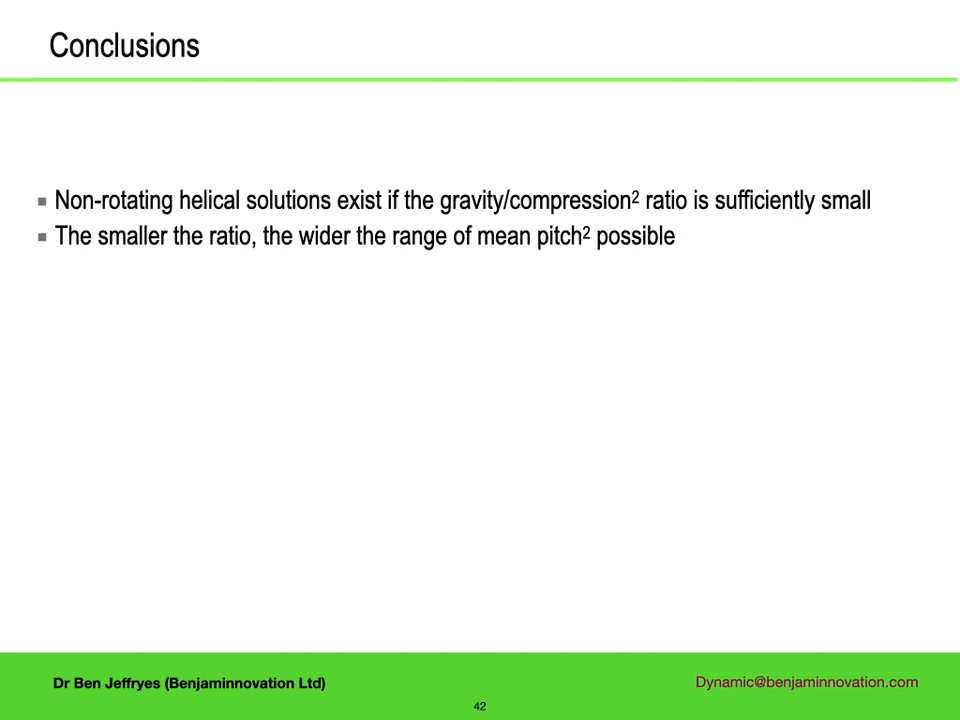 Conclusions
Non-rotating helical solutions exist if the gravity/compression² ratio is sufficiently small
The smaller the ratio, the wider the range of mean pitch² possible
Dr Ben Jeffryes (Benjaminnovation Ltd)
Dynamic@benjaminnovation.com
42